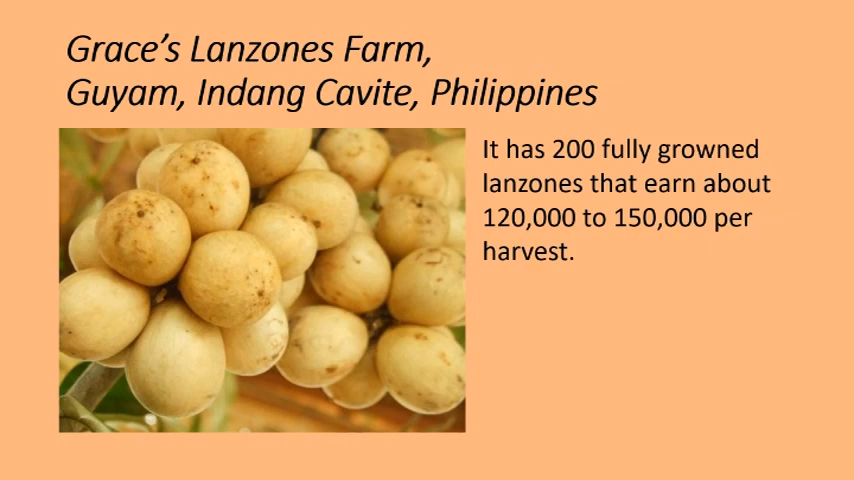 Grace's Lanzones Farm,
Guyam, Indang Cavite, Philippines
It has 200 fully growned
lanzones that earn about
120,000 to 150,000 per
harvest.